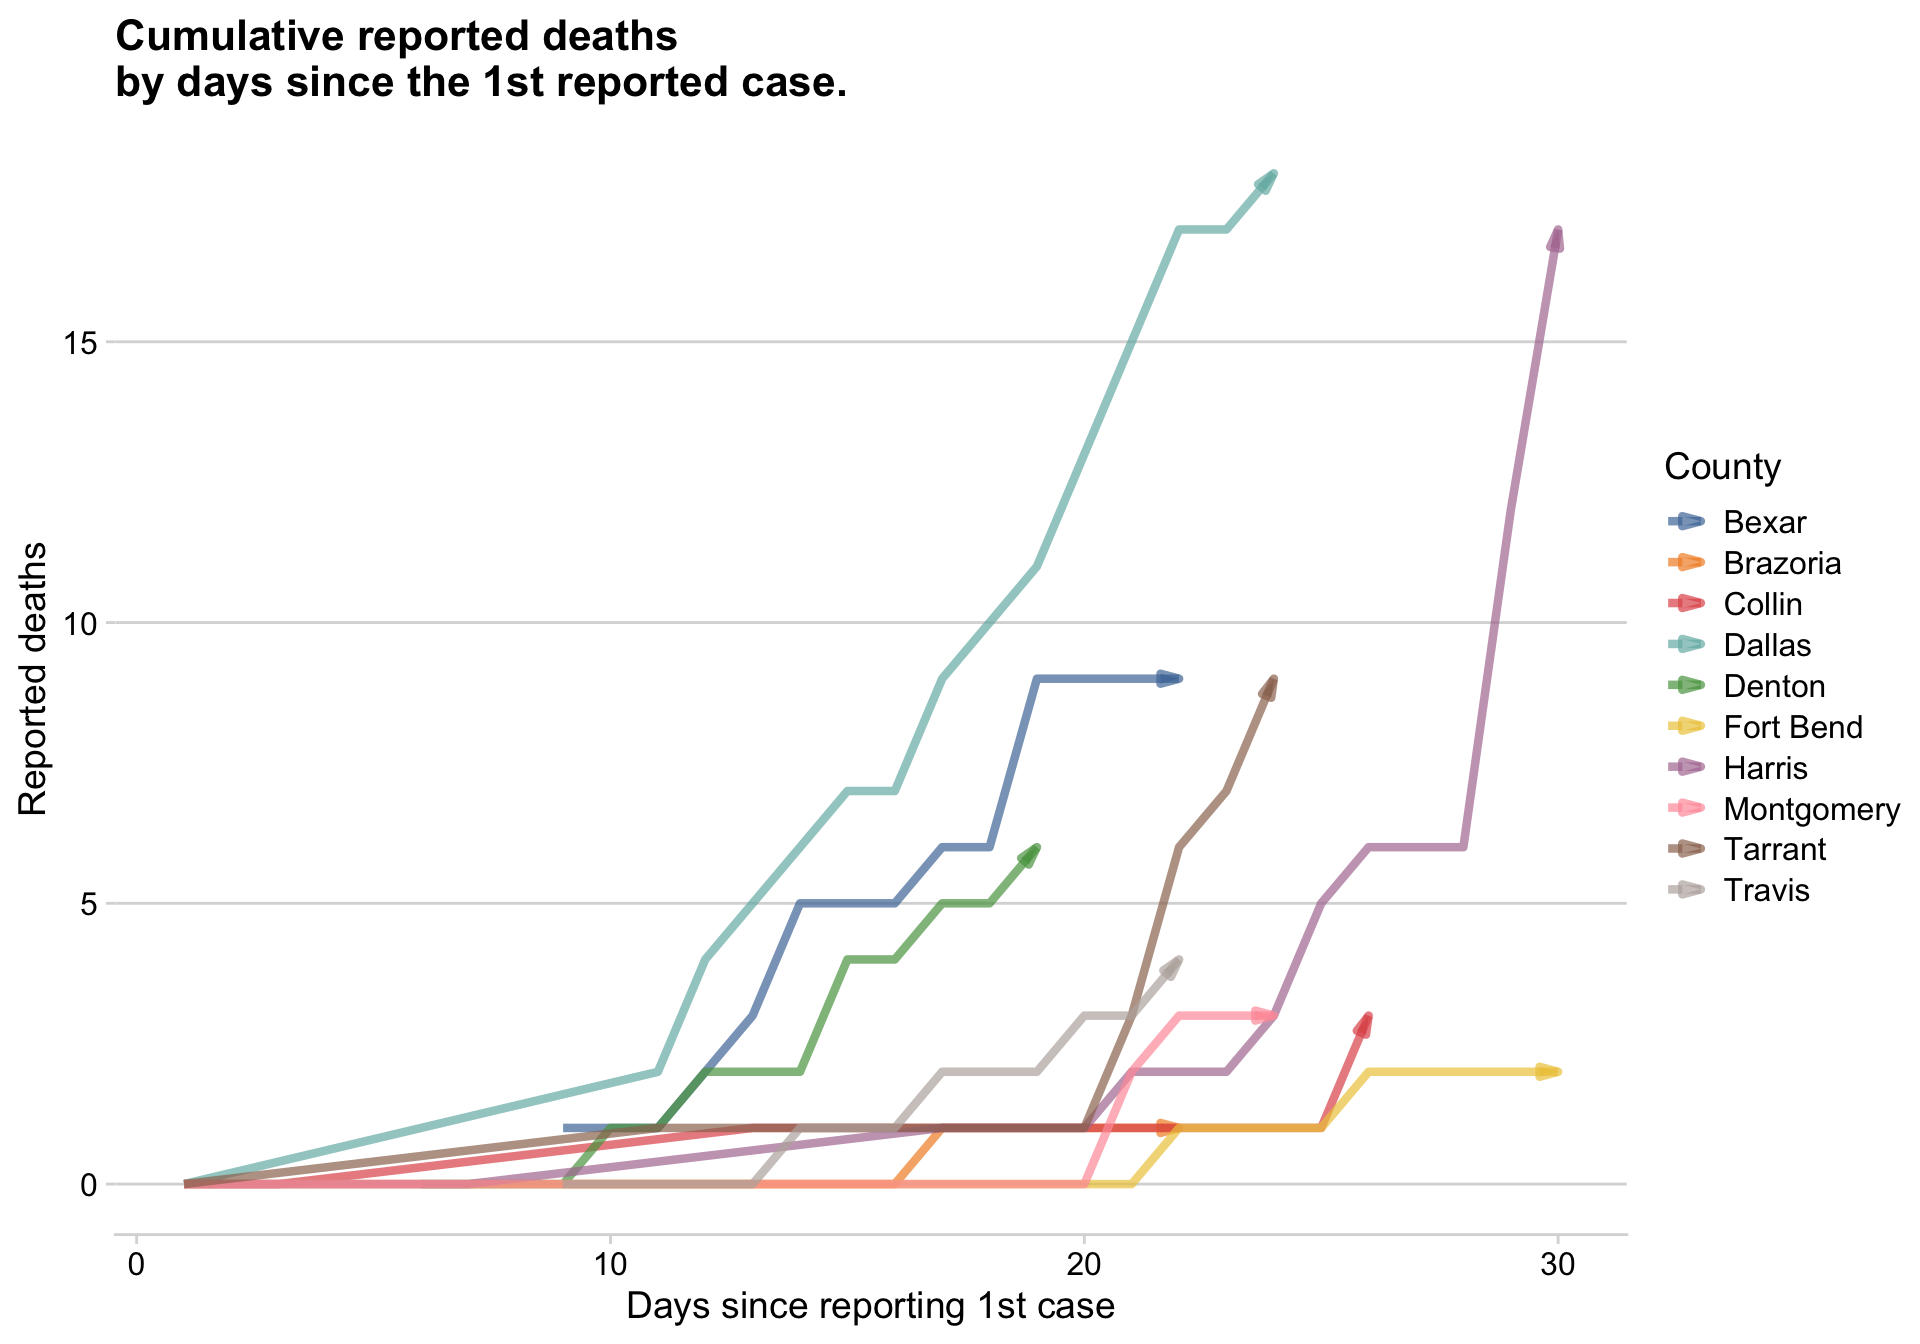 Cumulative reported deaths
by days since the 1st reported case.
Reported deaths
15
10
5
0
0 10 20 30
Days since reporting 1st case
County
Bexar
Brazoria
Collin
Dallas
Denton
Fort Bend
Harris
Montgomery
Tarrant
Travis